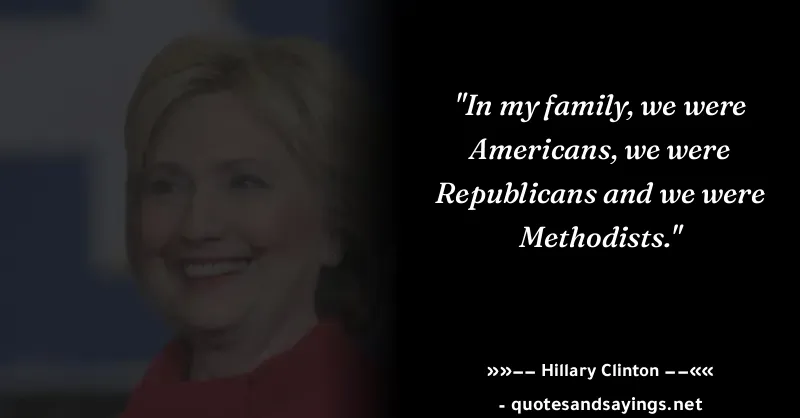 "In my family, we were
Americans, we were
Republicans and we were
Methodists."
»»–– Hillary Clinton ––««
- quotesandsayings.net